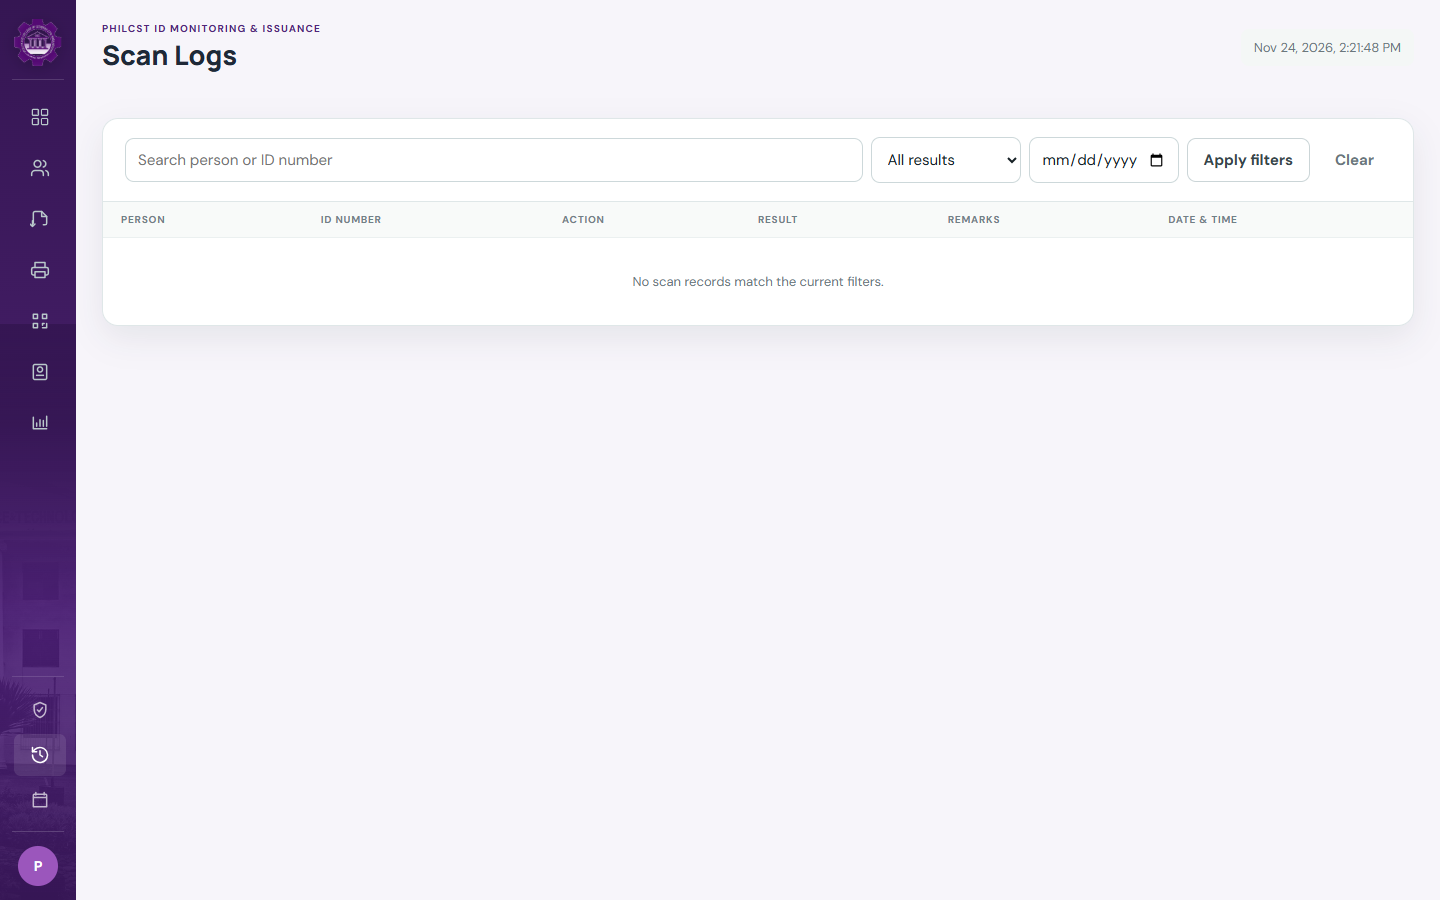 PHILCST ID MONITORING & ISSUANCE
Scan Logs
Nov 24, 2026, 2:21:48 PM
Search person or ID number
All results
mm/dd/yyyy
Apply filters
Clear
PERSON
ID NUMBER
ACTION
RESULT
REMARKS
DATE & TIME
No scan records match the current filters.
P